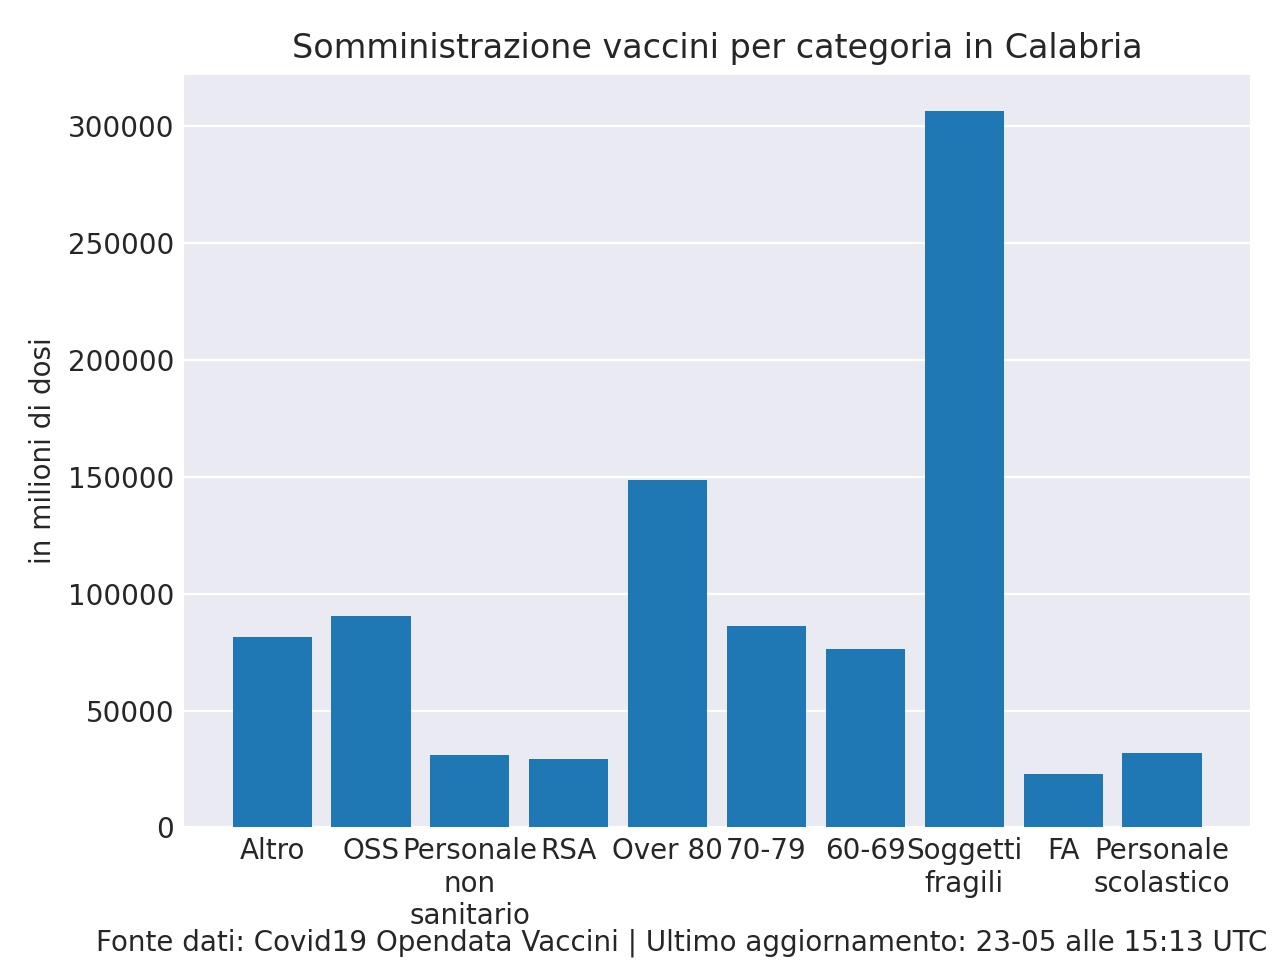 Somministrazione vaccini per categoria in Calabria
in milioni di dosi
300000
250000
200000
150000
100000
50000
0
Altro OSS Personale non sanitario RSA Over 80 70-79 60-69 Soggetti fragili FA Personale scolastico
Fonte dati: Covid19 Opendata Vaccini | Ultimo aggiornamento: 23-05 alle 15:13 UTC